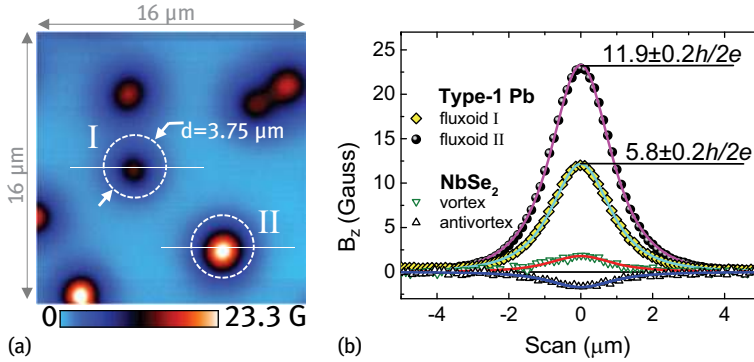 16 µm
16 µm
I
d=3.75 µm
II
0
23.3 G
(a)
25
20
15
10
5
0
B_z (Gauss)
11.9±0.2h/2e
Type-1 Pb
fluxoid I
fluxoid II
5.8±0.2h/2e
NbSe₂
vortex
antivortex
-4
-2
0
2
4
Scan (µm)
(b)